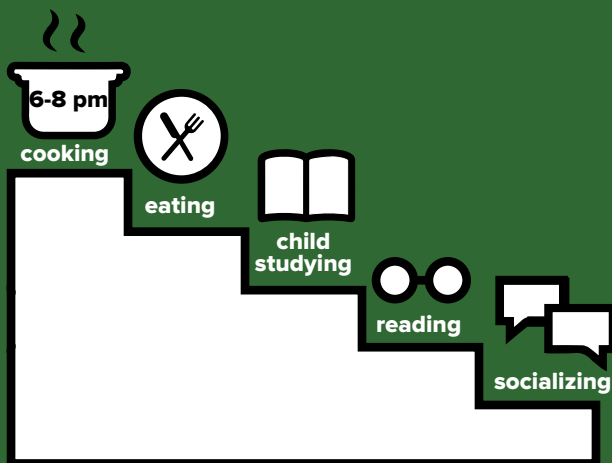 6-8 pm
cooking
eating
child
studying
reading
socializing